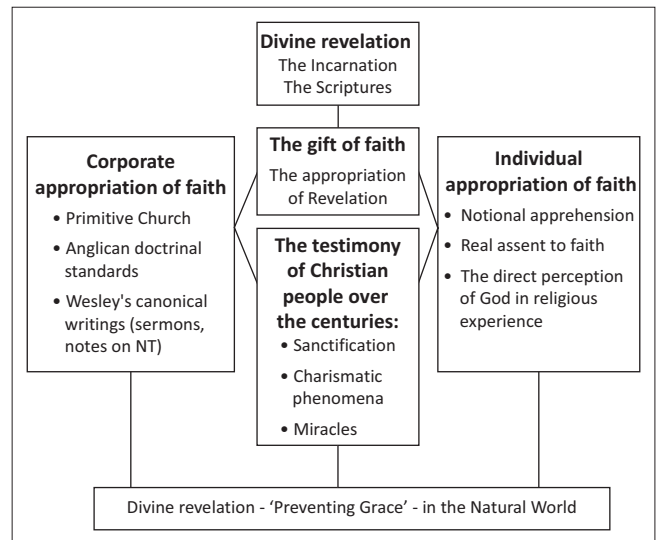 Divine revelation
The Incarnation
The Scriptures
The gift of faith
The appropriation
of Revelation
Corporate
appropriation of faith
• Primitive Church
• Anglican doctrinal
standards
• Wesley's canonical
writings (sermons,
notes on NT)
The testimony
of Christian
people over
the centuries:
• Sanctification
• Charismatic
phenomena
• Miracles
Individual
appropriation of faith
• Notional apprehension
• Real assent to faith
• The direct perception
of God in religious
experience
Divine revelation - ‘Preventing Grace’ - in the Natural World